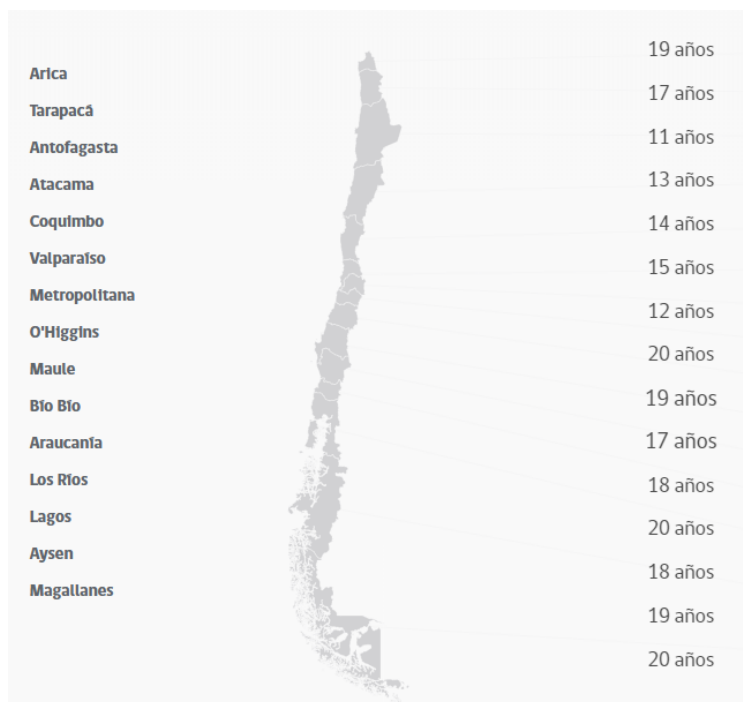 Arica
Tarapacá
Antofagasta
Atacama
Coquimbo
Valparaíso
Metropolitana
O'Higgins
Maule
Bío Bío
Araucanía
Los Ríos
Lagos
Aysen
Magallanes
19 años
17 años
11 años
13 años
14 años
15 años
12 años
20 años
19 años
17 años
18 años
20 años
18 años
19 años
20 años